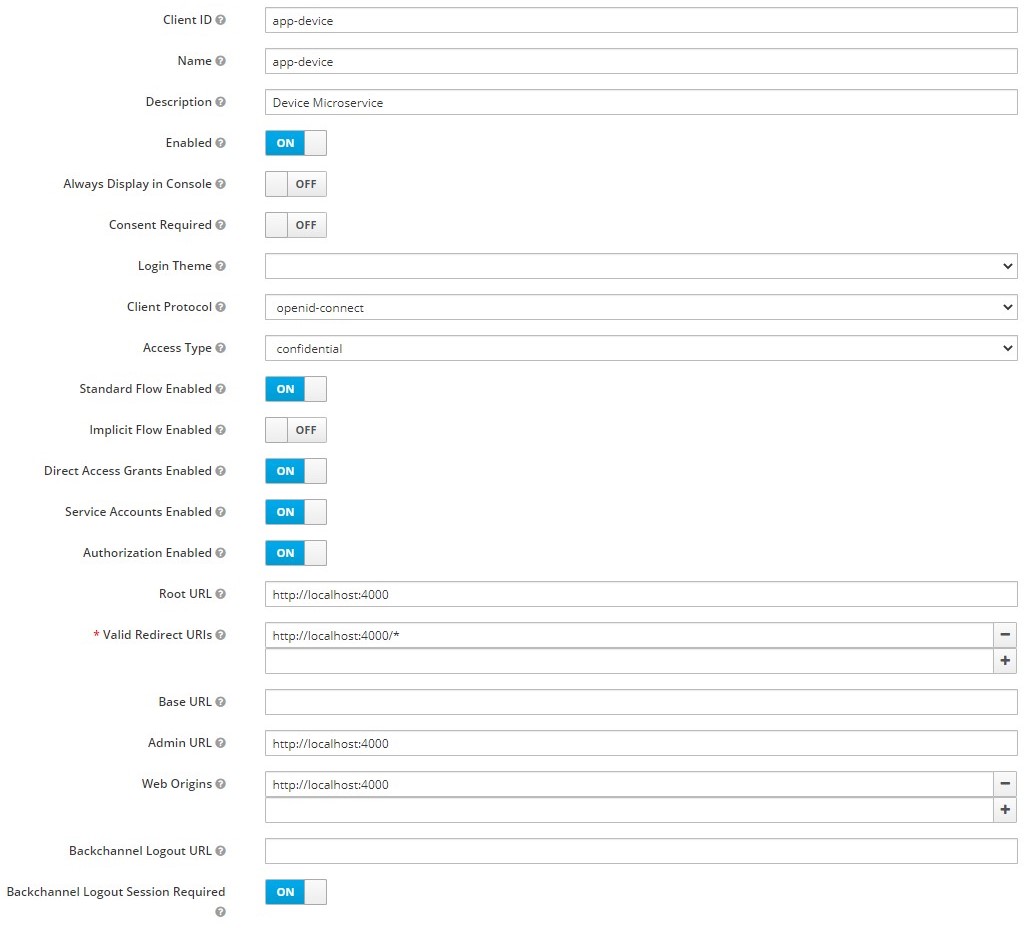 Client ID app-device
Name app-device
Description Device Microservice
Enabled ON
Always Display in Console OFF
Consent Required OFF
Login Theme
Client Protocol openid-connect
Access Type confidential
Standard Flow Enabled ON
Implicit Flow Enabled OFF
Direct Access Grants Enabled ON
Service Accounts Enabled ON
Authorization Enabled ON
Root URL http://localhost:4000
* Valid Redirect URIs http://localhost:4000/*
Base URL
Admin URL http://localhost:4000
Web Origins http://localhost:4000
Backchannel Logout URL
Backchannel Logout Session Required ON